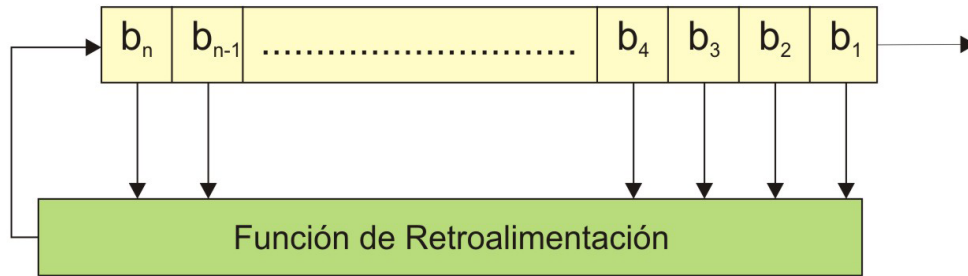 bₙ bₙ₋₁ ........................................ b₄ b₃ b₂ b₁
Función de Retroalimentación